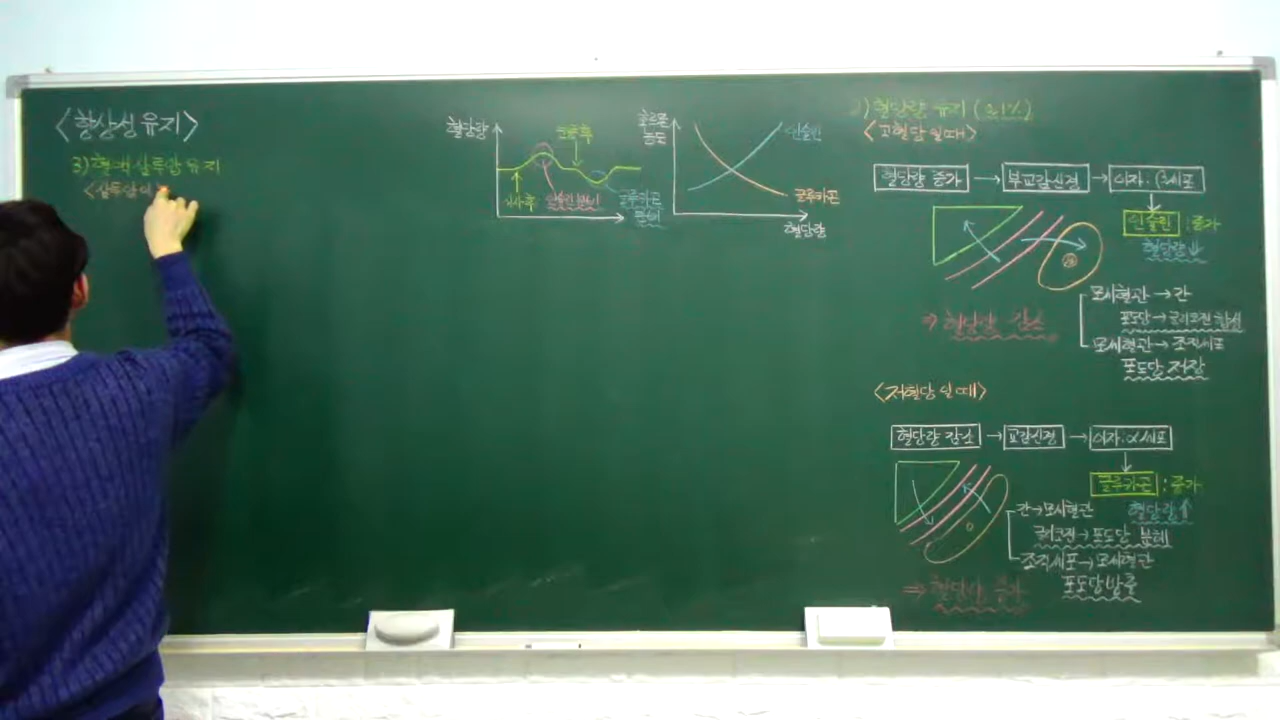 <항상성 유지>
3) 혈액 삼투압 유지
<삼투압이
혈당량
운동 후
식사 후
인슐린 분비
글루카곤
분비
호르몬
농도
인슐린
글루카곤
혈당량
2) 혈당량 유지 (0.1%)
<고혈당 일 때>
혈당량 증가 → 부교감신경 → 이자: β세포
인슐린 : 증가
혈당량↓
모세혈관 → 간
포도당 → 글리코젠 합성
모세혈관 → 조직세포
포도당 저장
⇒ 혈당량 감소
<저혈당 일 때>
혈당량 감소 → 교감신경 → 이자: α세포
글루카곤 : 증가
혈당량↑
간 → 모세혈관
글리코젠 → 포도당 분해
조직세포 → 모세혈관
포도당 방출
⇒ 혈당량 증가